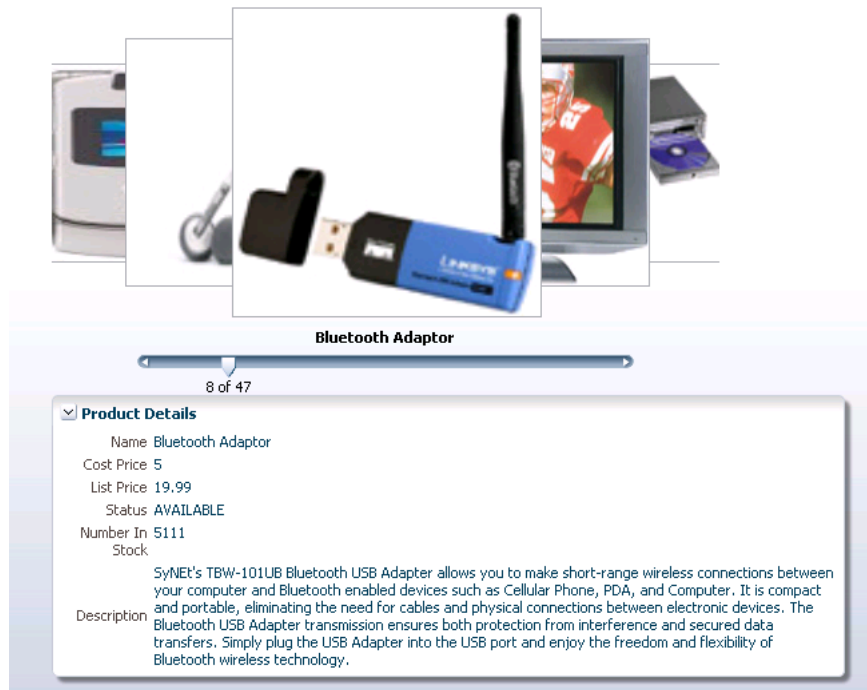 LINKSYS
Bluetooth Adaptor
8 of 47
Product Details
Name Bluetooth Adaptor
Cost Price 5
List Price 19.99
Status AVAILABLE
Number In 5111
Stock
SyNEt's TBW-101UB Bluetooth USB Adapter allows you to make short-range wireless connections between
your computer and Bluetooth enabled devices such as Cellular Phone, PDA, and Computer. It is compact
Description and portable, eliminating the need for cables and physical connections between electronic devices. The
Bluetooth USB Adapter transmission ensures both protection from interference and secured data
transfers. Simply plug the USB Adapter into the USB port and enjoy the freedom and flexibility of
Bluetooth wireless technology.